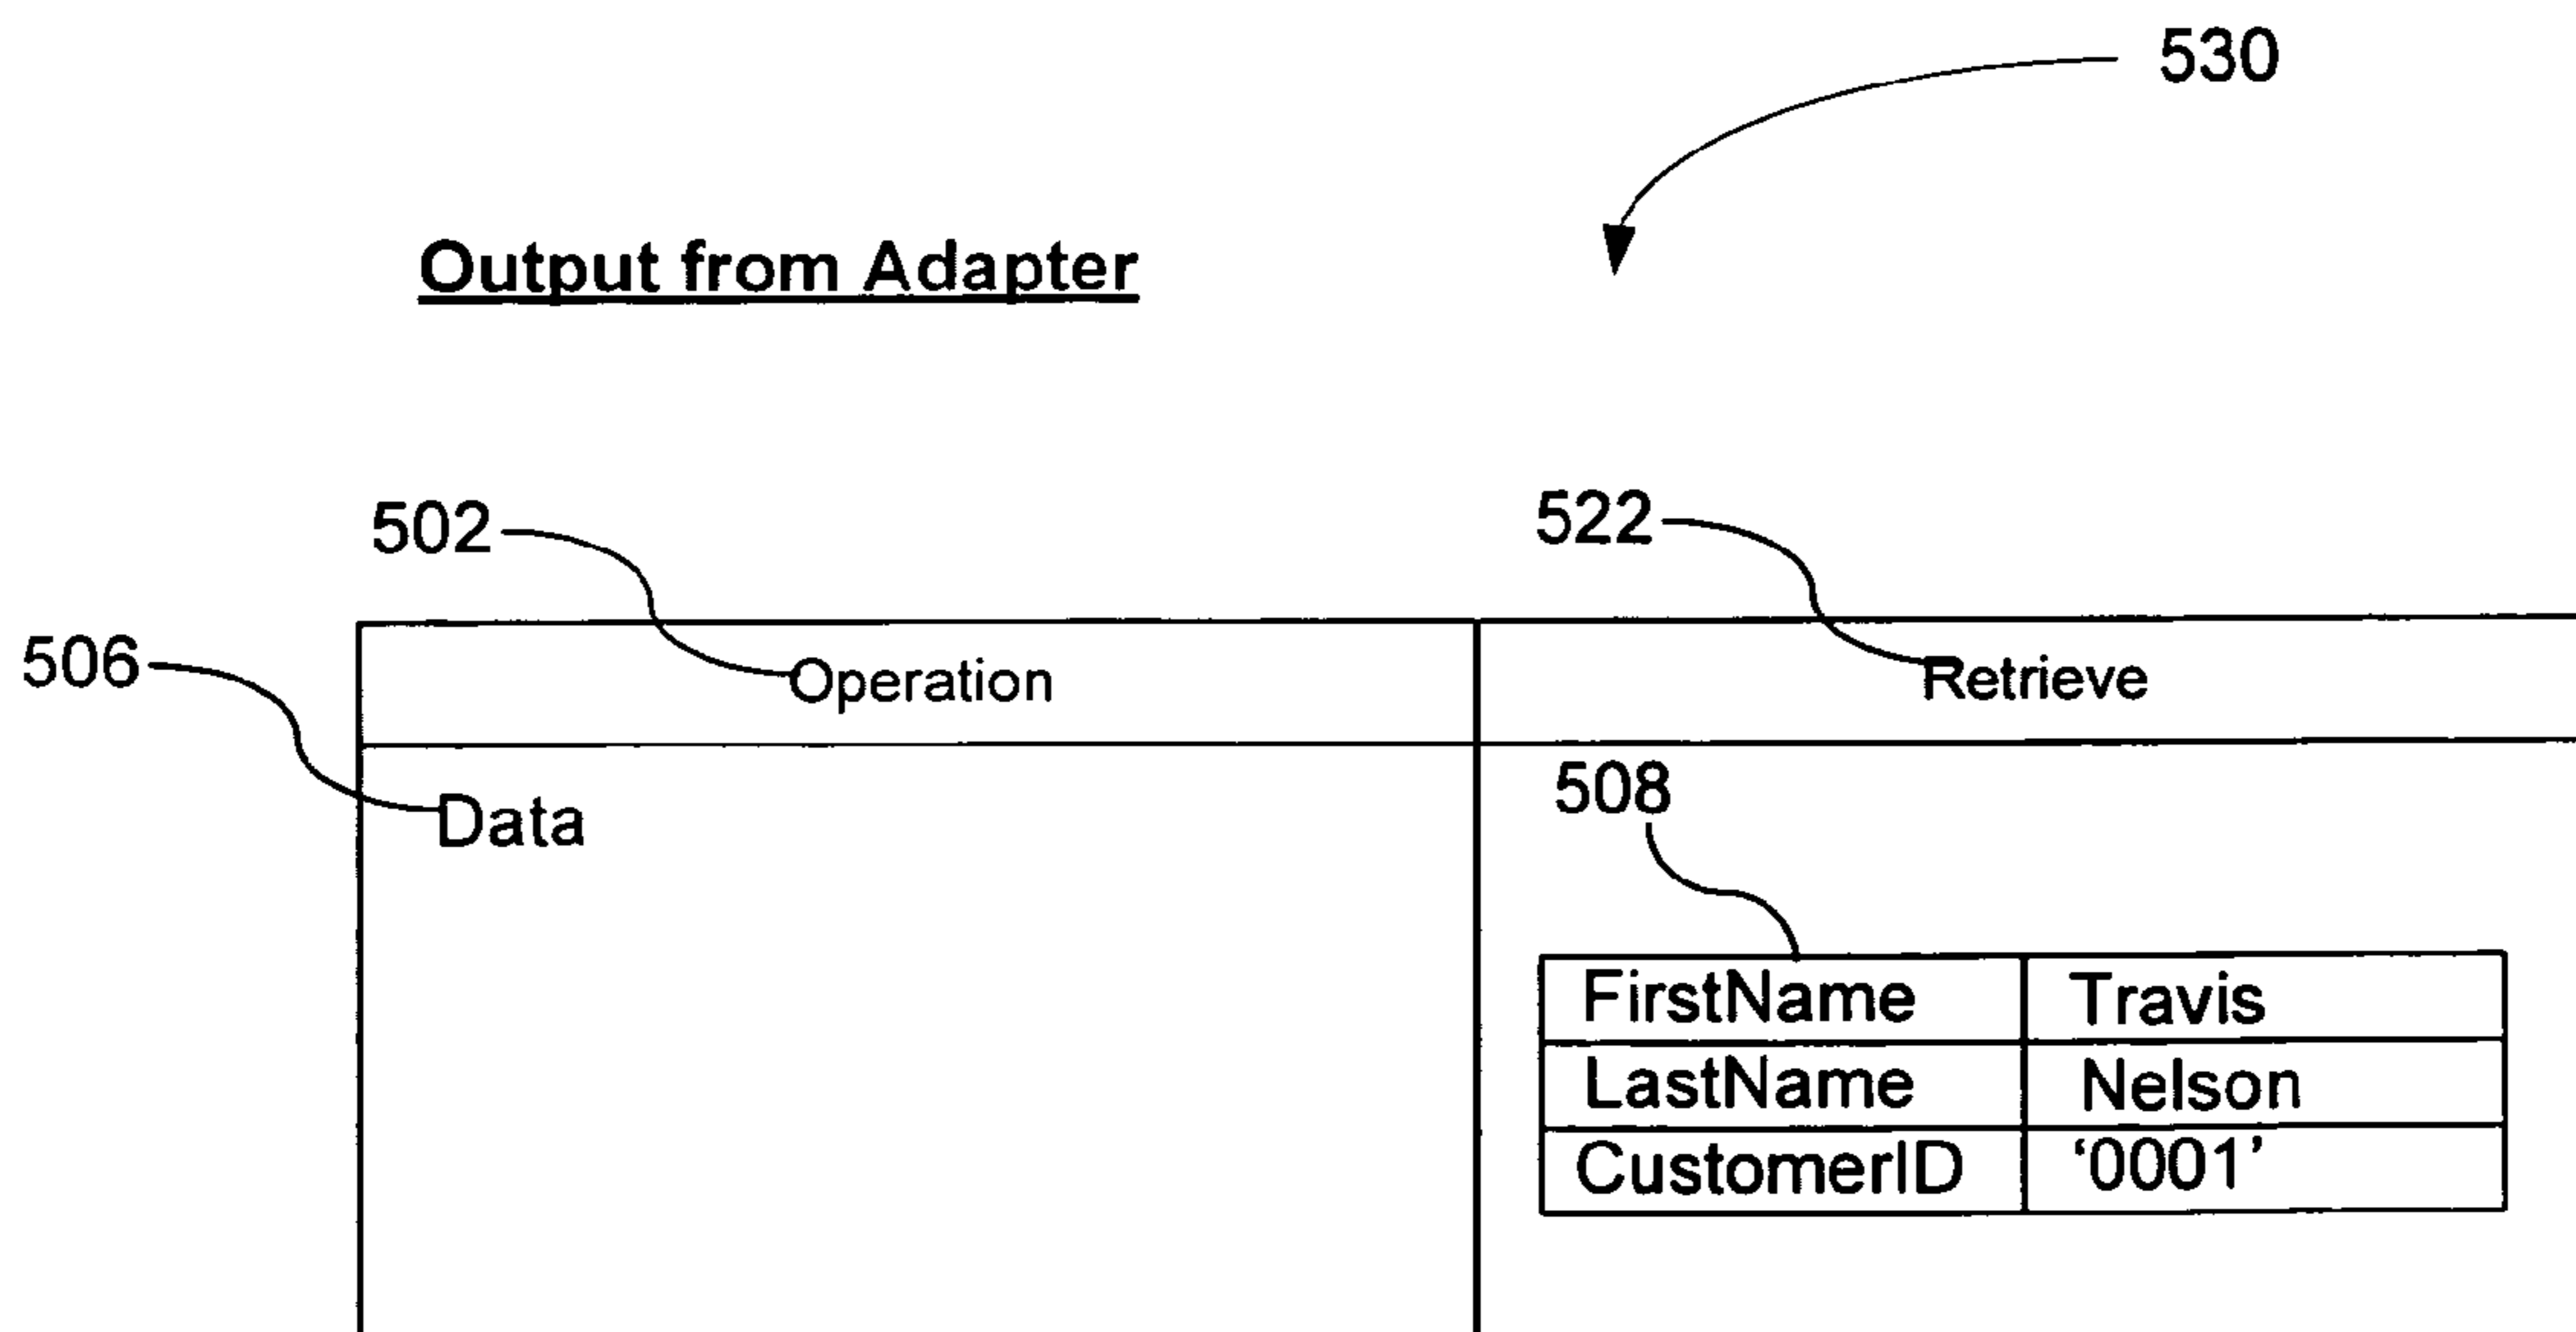 530
Output from Adapter
502
522
506
Operation
Retrieve
Data
508
FirstName Travis
LastName Nelson
CustomerID ‘0001’